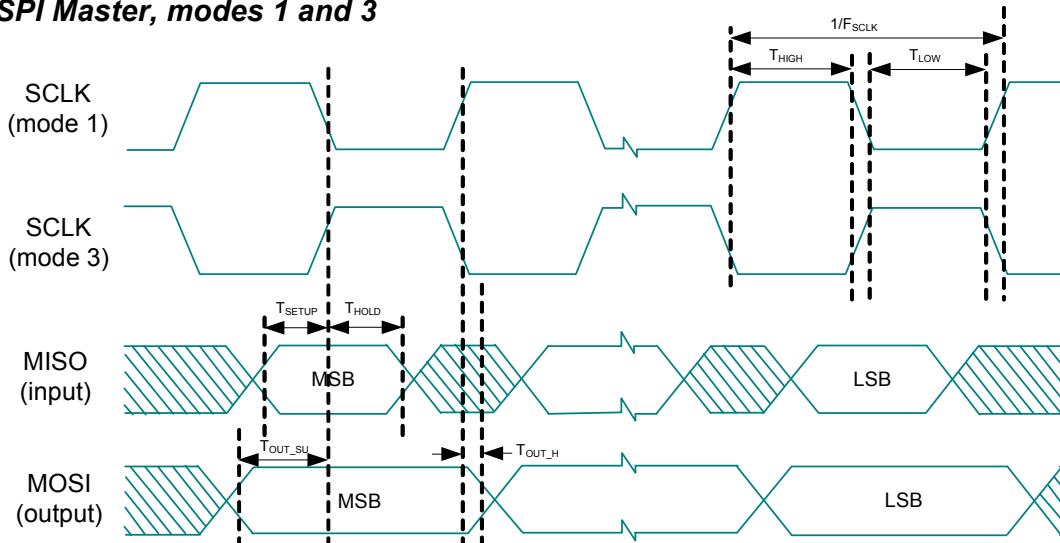 SPI Master, modes 1 and 3
1/FSCLK
THIGH
TLOW
SCLK
(mode 1)
SCLK
(mode 3)
TSETUP
THOLD
MISO
(input)
MSB
LSB
TOUT_SU
TOUT_H
MOSI
(output)
MSB
LSB